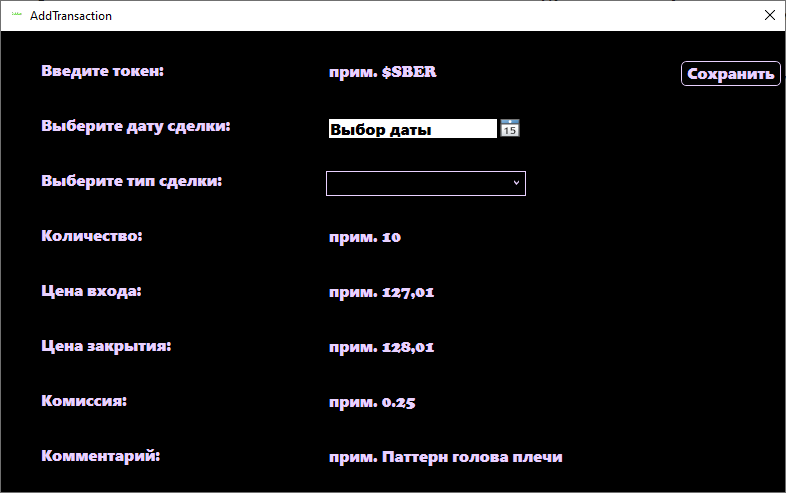 AddTransaction
Введите токен: прим. $SBER Сохранить
Выберите дату сделки: Выбор даты 15
Выберите тип сделки:
Количество: прим. 10
Цена входа: прим. 127,01
Цена закрытия: прим. 128,01
Комиссия: прим. 0.25
Комментарий: прим. Паттерн голова плечи